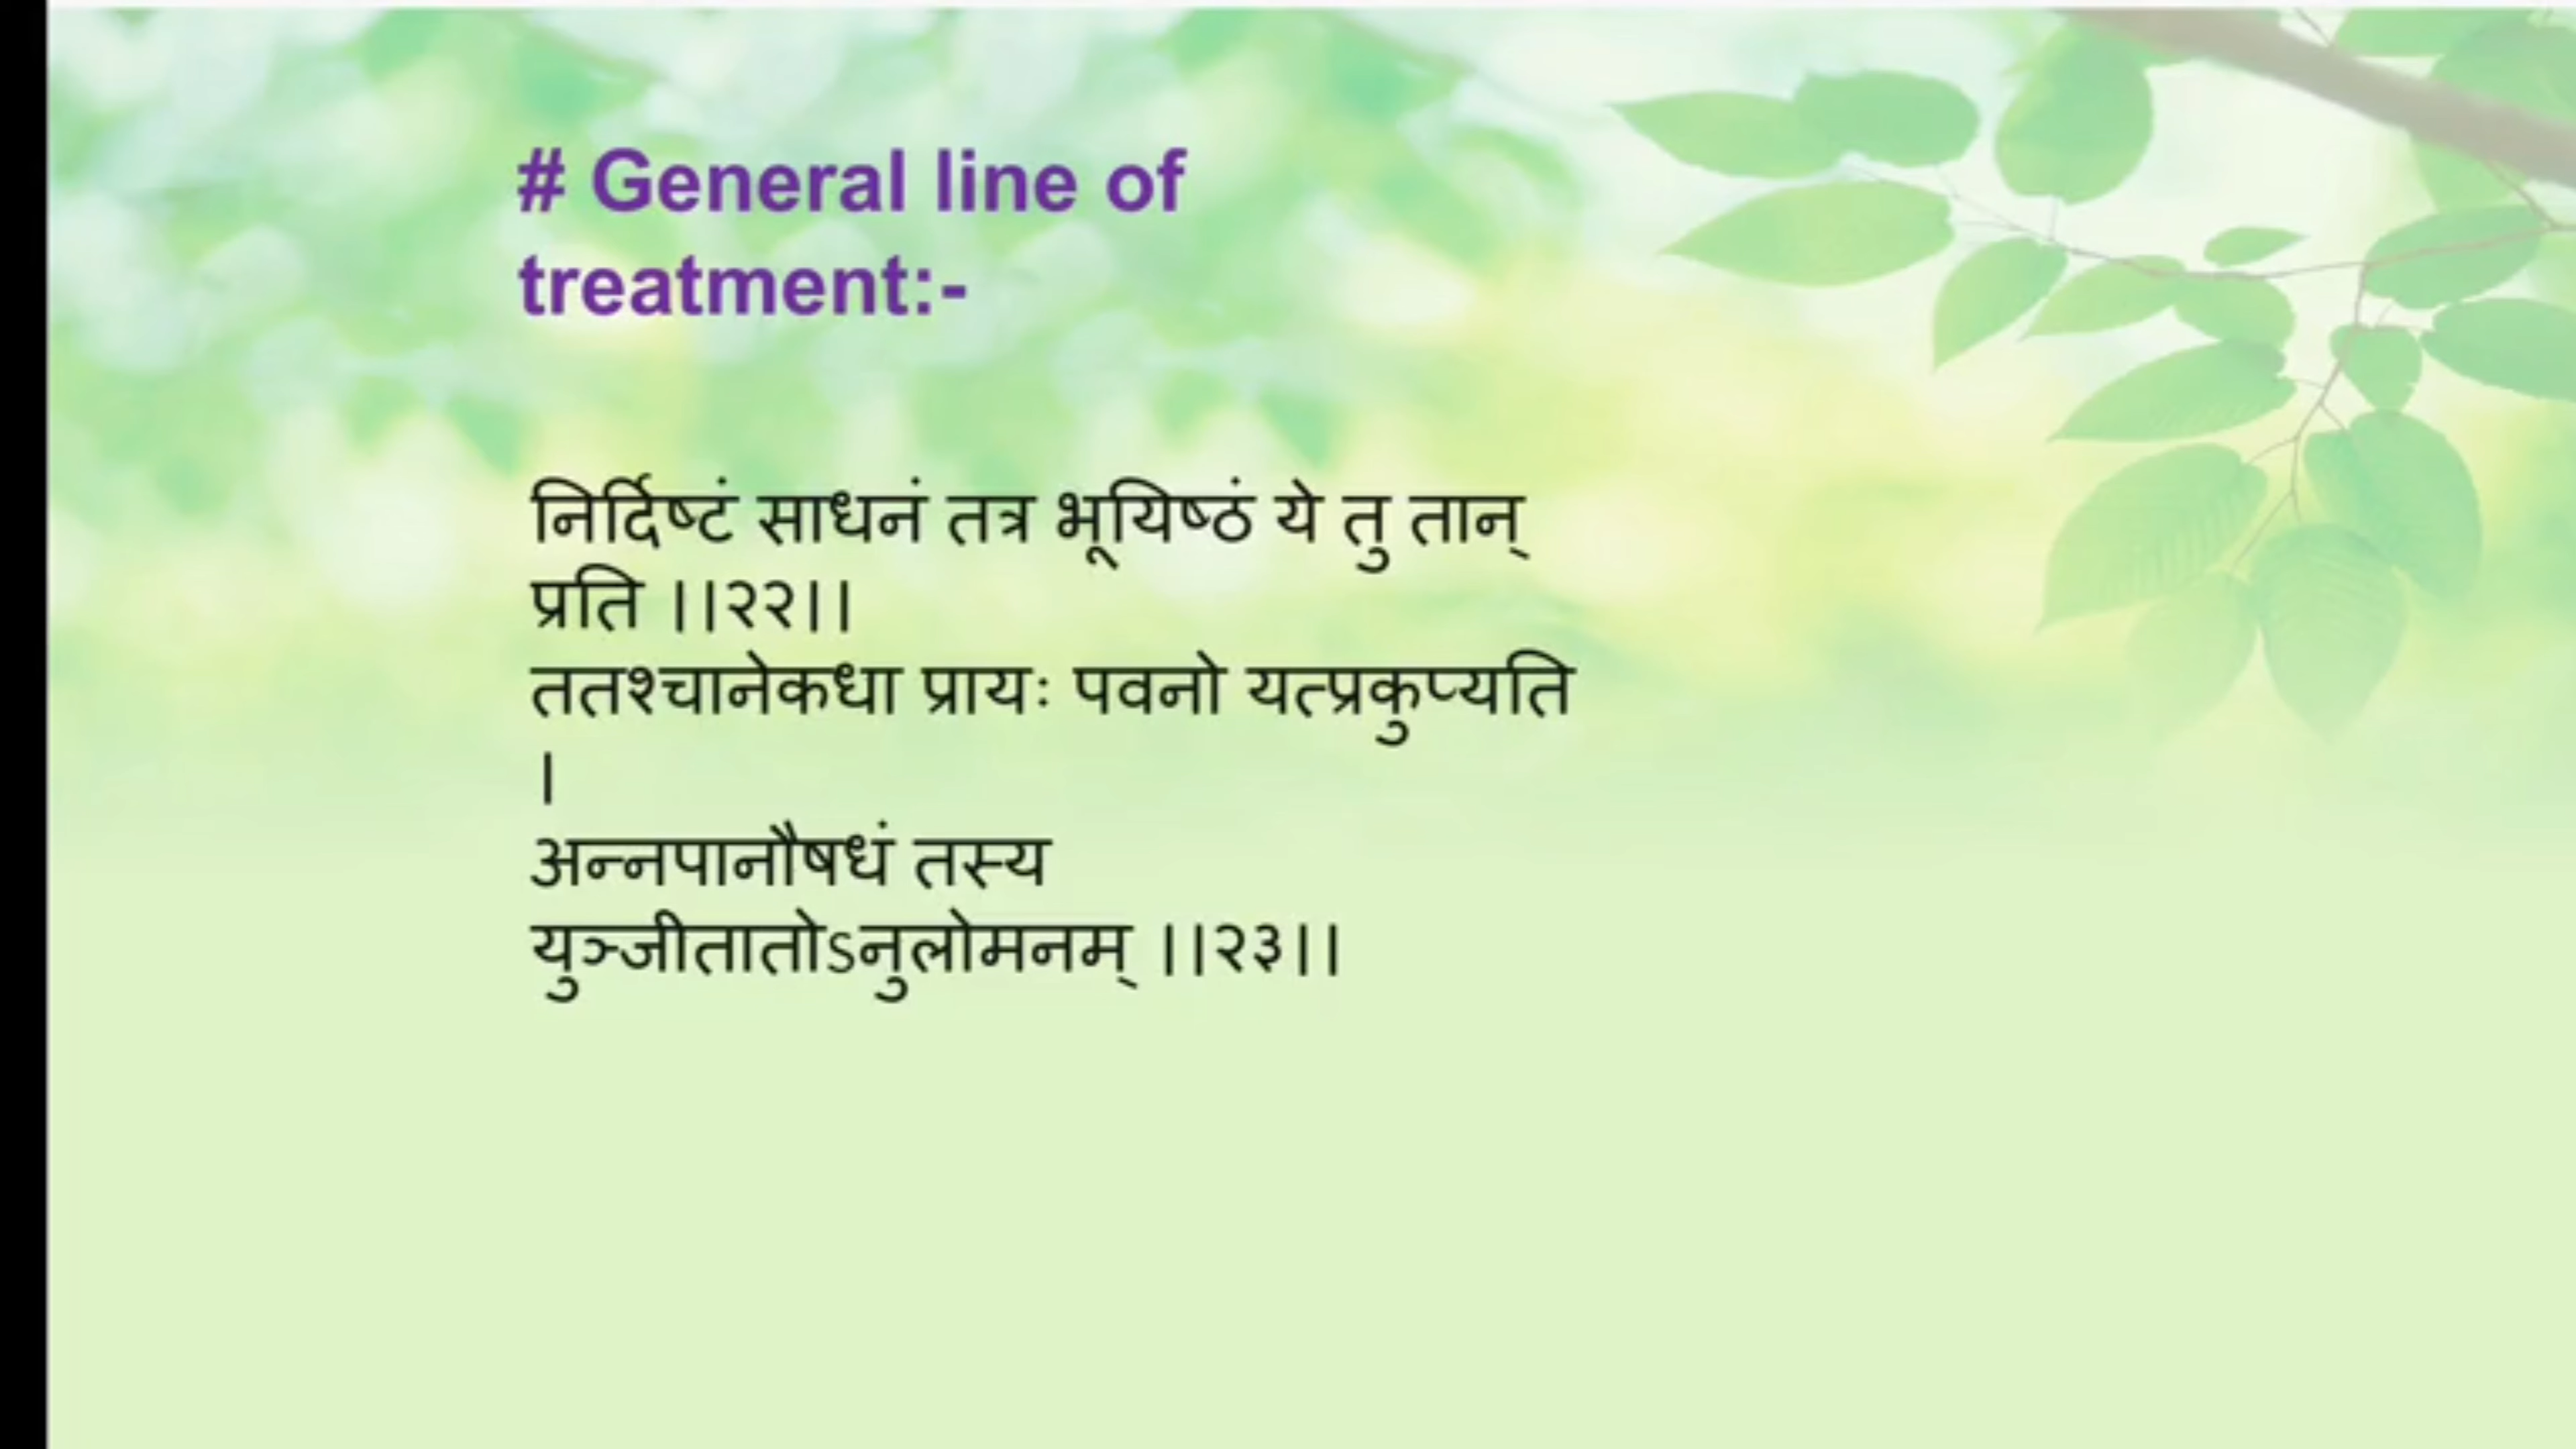 # General line of
treatment:-
निर्दिष्टं साधनं तत्र भूयिष्ठं ये तु तान्
प्रति ।।२२।।
ततश्चानेकधा प्रायः पवनो यत्प्रकुप्यति
।
अन्नपानौषधं तस्य
युञ्जीतातोऽनुलोमनम् ।।२३।।